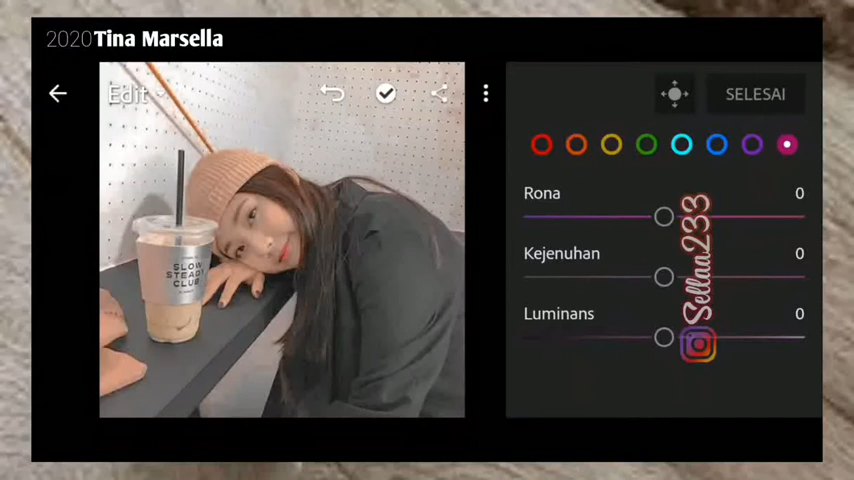 2020Tina Marsella
Edit
SELESAI
Rona 0
Kejenuhan 0
Luminans 0
SLOW
STEADY
CLUB
Sellaa233